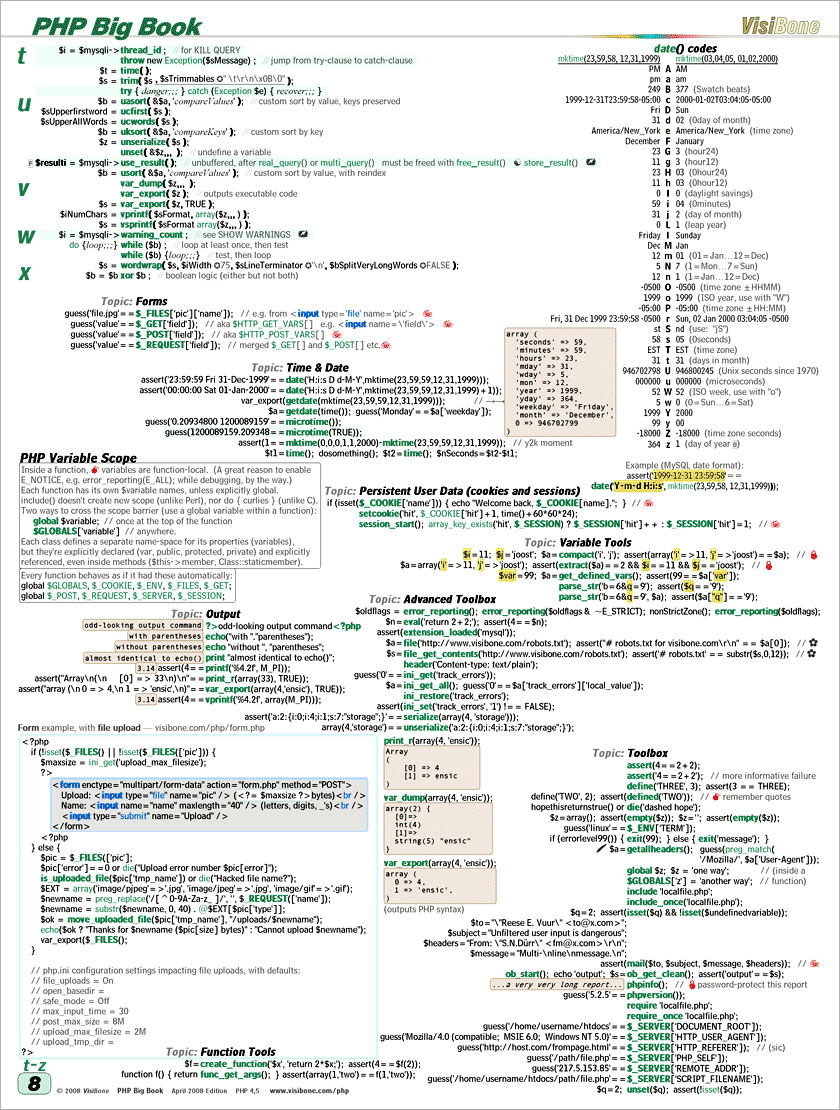 PHP Big Book
VisiBone
t
$i = $mysqli->thread_id ; // for KILL QUERY
throw new Exception($sMessage) ; // jump from try-clause to catch-clause
$t = time();
$s = trim( $s , $sTrimmables " \t\r\n\x0B\0"
try { danger;;; } catch (Exception $e) { recover;;; }
u
$b = uasort( &$a, 'compareValues' ); // custom sort by value, keys preserved
$sUpperfirstword = ucfirst( $s );
$sUpperAllWords = ucwords( $s );
$b = uksort( &$a, 'compareKeys' ); // custom sort by key
$z = unserialize( $s );
unset( $z,,, ); // undefine a variable
$resulti = $mysqli->use_result() ; // unbuffered, after real_query() or multi_query() must be freed with free_result() store_result()
$b = usort( &$a, 'compareValues' ); // custom sort by value, with reindex
v
var_dump( $z,,, );
var_export( $z ); // outputs executable code
$s = var_export( $z, TRUE );
$iNumChars = vprintf( $sFormat, array($z,,, ) );
$s = vsprintf( $sFormat array($z,,, ) );
w
$i = $mysqli->warning_count ; // see SHOW WARNINGS
do {loop;;;} while ( $b ) ; // loop at least once, then test
while ( $b ) {loop;;;} // test, then loop
$s = wordwrap( $s, $iWidth 75, $sLineTerminator '\n', $bSplitVeryLongWords FALSE );
x
$b = $b xor $b ; // boolean logic (either but not both)
date() codes
mktime(23,59,58, 12,31,1999) mktime(03,04,05, 01,02,2000)
PM A AM
pm a am
249 B 377 (Swatch beats)
1999-12-31T23:59:58-05:00 c 2000-01-02T03:04:05-05:00
Fri D Sun
31 d 02 (0day of month)
America/New_York e America/New_York (time zone)
December F January
23 G 3 (hour24)
11 g 3 (hour12)
23 H 03 (0hour24)
11 h 03 (0hour12)
0 I 0 (daylight savings)
59 i 04 (0minutes)
31 j 2 (day of month)
0 L 1 (leap year)
Friday l Sunday
Dec M Jan
12 m 01 (01=Jan...12=Dec)
5 N 7 (1=Mon...7=Sun)
12 n 1 (1=Jan...12=Dec)
-0500 O -0500 (time zone ±HHMM)
1999 o 1999 (ISO year, use with "W")
-05:00 P -05:00 (time zone ±HH:MM)
Fri, 31 Dec 1999 23:59:58 -0500 r Sun, 02 Jan 2000 03:04:05 -0500
st S nd (use: "jS")
58 s 05 (0seconds)
EST T EST (time zone)
31 t 31 (days in month)
946702798 U 946800245 (Unix seconds since 1970)
000000 u 000000 (microseconds)
52 W 52 (ISO week, use with "o")
5 w 0 (0=Sun...6=Sat)
1999 Y 2000
99 y 00
-18000 Z -18000 (time zone seconds)
364 z 1 (day of year
Example (MySQL date format):
assert('1999-12-31 23:59:58'==
date('Y-m-d H:i:s', mktime(23,59,58, 12,31,1999)));
Topic: Forms
guess('file.jpg'==$_FILES['pic']['name']); // e.g. from <input type='file' name='pic'>
guess('value'==$_GET['field']); // aka $HTTP_GET_VARS[] e.g. <input name=\'field\'>
guess('value'==$_POST['field']); // aka $HTTP_POST_VARS[]
guess('value'==$_REQUEST['field']); // merged $_GET[] and $_POST[] etc.
Topic: Time & Date
assert('23:59:59 Fri 31-Dec-1999'==date('H:i:s D d-M-Y',mktime(23,59,59,12,31,1999)));
assert('00:00:00 Sat 01-Jan-2000'==date('H:i:s D d-M-Y',mktime(23,59,59,12,31,1999)+1));
var_export(getdate(mktime(23,59,59,12,31,1999))); //
$a=getdate(time()); guess('Monday'==$a['weekday']);
guess('0.20934800 1200089159'==microtime());
guess(1200089159.209348==microtime(TRUE));
assert(1==mktime(0,0,0,1,1,2000)-mktime(23,59,59,12,31,1999)); // y2k moment
$t1=time(); dosomething(); $t2=time(); $nSeconds=$t2-$t1;
array (
'seconds' => 59,
'minutes' => 59,
'hours' => 23,
'mday' => 31,
'wday' => 5,
'mon' => 12,
'year' => 1999,
'yday' => 364,
'weekday' => 'Friday',
'month' => 'December',
0 => 946702799
)
PHP Variable Scope
Inside a function, variables are function-local. (A great reason to enable
E_NOTICE, e.g. error_reporting(E_ALL); while debugging, by the way.)
Each function has its own $variable names, unless explicitly global.
include() doesn't create new scope (unlike Perl), nor do { curlies } (unlike C).
Two ways to cross the scope barrier (use a global variable within a function):
global $variable; // once at the top of the function
$GLOBALS['variable'] // anywhere.
Each class defines a separate name-space for its properties (variables),
but they're explicitly declared (var, public, protected, private) and explicitly
referenced, even inside methods ($this->member, Class::staticmember).
Every function behaves as if it had these automatically:
global $GLOBALS, $_COOKIE, $_ENV, $_FILES, $_GET;
global $_POST, $_REQUEST, $_SERVER, $_SESSION;
Topic: Persistent User Data (cookies and sessions)
if (isset($_COOKIE['name'])) { echo "Welcome back, $_COOKIE[name]."; } //
setcookie('hit', $_COOKIE['hit']+1, time()+60*60*24);
session_start(); array_key_exists('hit', $_SESSION) ? $_SESSION['hit']++ : $_SESSION['hit']=1; //
Topic: Variable Tools
$i=11; $j='joost'; $a=compact('i', 'j'); assert(array('i'=>11, 'j'=>'joost')==$a); //
$a=array('i'=>11, 'j'=>'joost'); assert(extract($a)==2 && $i==11 && $j=='joost'); //
$var=99; $a=get_defined_vars(); assert(99==$a['var']);
parse_str('b=6&q=9'); assert($q=='9');
parse_str('b=6&q=9', $a); assert($a["q"]=='9');
Topic: Output
odd-looking output command ?>odd-looking output command<?php
with parentheses echo("with ".'parentheses');
without parentheses echo "without ", "parentheses";
almost identical to echo() print "almost identical to echo()";
3.14 assert(4==printf('%4.2f', M_PI));
assert("Array\n(\n [0] => 33\n)\n"==print_r(array(33), TRUE));
assert("array (\n 0 => 4,\n 1 => 'ensic',\n)"==var_export(array(4,'ensic'), TRUE));
3.14 assert(4==vprintf('%4.2f', array(M_PI)));
Topic: Advanced Toolbox
$oldflags = error_reporting(); error_reporting($oldflags & ~E_STRICT); nonStrictZone(); error_reporting($oldflags);
$n=eval('return 2+2;'); assert(4==$n);
assert(extension_loaded('mysql'));
$a=file('http://www.visibone.com/robots.txt'); assert("# robots.txt for visibone.com\r\n" == $a[0]); //
$s=file_get_contents('http://www.visibone.com/robots.txt'); assert('# robots.txt' == substr($s,0,12)); //
header('Content-type: text/plain');
guess('0'==ini_get('track_errors'));
$a=ini_get_all(); guess('0'==$a['track_errors']['local_value']);
ini_restore('track_errors');
assert(ini_set('track_errors', '1') !== FALSE);
assert('a:2:{i:0;i:4;i:1;s:7:"storage";}'==serialize(array(4,'storage')));
array(4,'storage')==unserialize('a:2:{i:0;i:4;i:1;s:7:"storage";}');
Form example, with file upload — visibone.com/php/form.php
<?php
if (!isset($_FILES() || !isset($_FILES(['pic'])) {
$maxsize = ini_get('upload_max_filesize');
?>
<form enctype="multipart/form-data" action="form.php" method="POST">
Upload: <input type="file" name="pic" /> (<?= $maxsize ?> bytes)<br />
Name: <input name="name" maxlength="40" /> (letters, digits, _'s)<br />
<input type="submit" name="Upload" />
</form>
<?php
} else {
$pic = $_FILES(['pic'];
$pic['error']==0 or die("Upload error number $pic[error]");
is_uploaded_file($pic['tmp_name']) or die("Hacked file name?");
$EXT = array('image/pjpeg'=>'.jpg', 'image/jpeg'=>'.jpg', 'image/gif'=>'.gif');
$newname = preg_replace('/[ ^0-9A-Za-z_ ]/', '', $_REQUEST(['name']);
$newname = substr($newname, 0, 40) . @$EXT[$pic['type']];
$ok = move_uploaded_file($pic['tmp_name'], "/uploads/$newname");
echo($ok ? "Thanks for $newname ($pic[size] bytes)" : "Cannot upload $newname");
var_export($_FILES();
}
// php.ini configuration settings impacting file uploads, with defaults:
// file_uploads = On
// open_basedir =
// safe_mode = Off
// max_input_time = 30
// post_max_size = 8M
// upload_max_filesize = 2M
// upload_tmp_dir =
?>
print_r(array(4, 'ensic'));
Array
(
[0] => 4
[1] => ensic
)
var_dump(array(4, 'ensic'));
array(2) {
[0]=>
int(4)
[1]=>
string(5) "ensic"
}
var_export(array(4, 'ensic'));
array (
0 => 4,
1 => 'ensic',
)
(outputs PHP syntax)
Topic: Toolbox
assert(4==2+2);
assert('4==2+2'); // more informative failure
define('THREE', 3); assert(3 == THREE);
define('TWO', 2); assert(defined('TWO')); // remember quotes
hopethisreturnstrue() or die('dashed hope');
$z=array(); assert(empty($z)); $z=''; assert(empty($z));
guess('linux'==$_ENV['TERM']);
if (errorlevel99()) { exit(99); } else { exit('message'); }
$a=getallheaders(); guess(preg_match(
'/Mozilla/', $a['User-Agent']));
global $z; $z = 'one way'; // (inside a
$GLOBALS['z'] = 'another way'; // function)
include 'localfile.php';
include_once('localfile.php');
$q=2; assert(isset($q) && !isset($undefinedvariable));
$to="\"Reese E. Vuur\" <to@x.com>";
$subject="Unfiltered user input is dangerous";
$headers="From: \"S.N.Dürr\" <fm@x.com>\r\n";
$message="Multi-\nline\nmessage.\n";
assert(mail($to, $subject, $message, $headers)); //
ob_start(); echo 'output'; $s=ob_get_clean(); assert('output'==$s);
...a very very long report... phpinfo(); // password-protect this report
guess('5.2.5'==phpversion());
require 'localfile.php';
require_once 'localfile.php';
guess('/home/username/htdocs'==$_SERVER['DOCUMENT_ROOT']);
guess('Mozilla/4.0 (compatible; MSIE 6.0; Windows NT 5.0)'==$_SERVER['HTTP_USER_AGENT']);
guess('http://host.com/frompage.html'==$_SERVER['HTTP_REFERER']); // (sic)
guess('/path/file.php'==$_SERVER['PHP_SELF']);
guess('217.5.153.85'==$_SERVER['REMOTE_ADDR']);
guess('/home/username/htdocs/path/file.php'==$_SERVER['SCRIPT_FILENAME']);
$q=2; unset($q); assert(!isset($q));
Topic: Function Tools
$f=create_function('$x', 'return 2*$x;'); assert(4==$f(2));
function f() { return func_get_args(); } assert(array(1,'two')==f(1,'two'));
t-z
8
© 2008 VisiBone PHP Big Book April 2008 Edition PHP 4,5 www.visibone.com/php